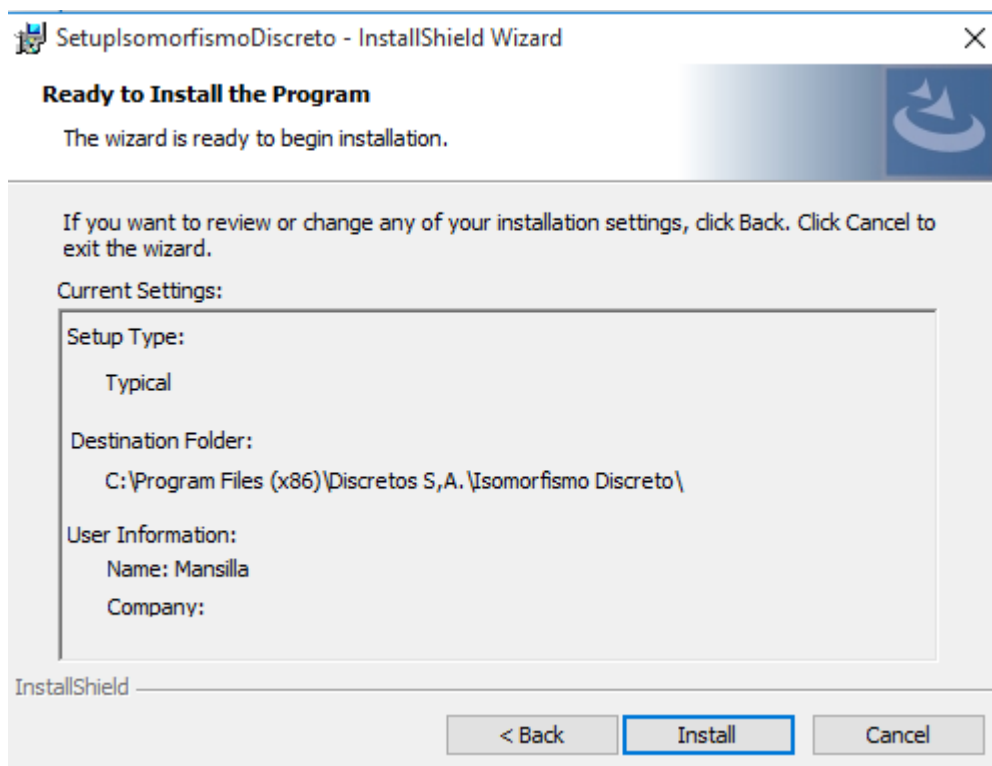 SetupIsomorfismoDiscreto - InstallShield Wizard
Ready to Install the Program
The wizard is ready to begin installation.
If you want to review or change any of your installation settings, click Back. Click Cancel to
exit the wizard.
Current Settings:
Setup Type:
Typical
Destination Folder:
C:\Program Files (x86)\Discretos S,A.\Isomorfismo Discreto\
User Information:
Name: Mansilla
Company:
InstallShield
< Back
Install
Cancel